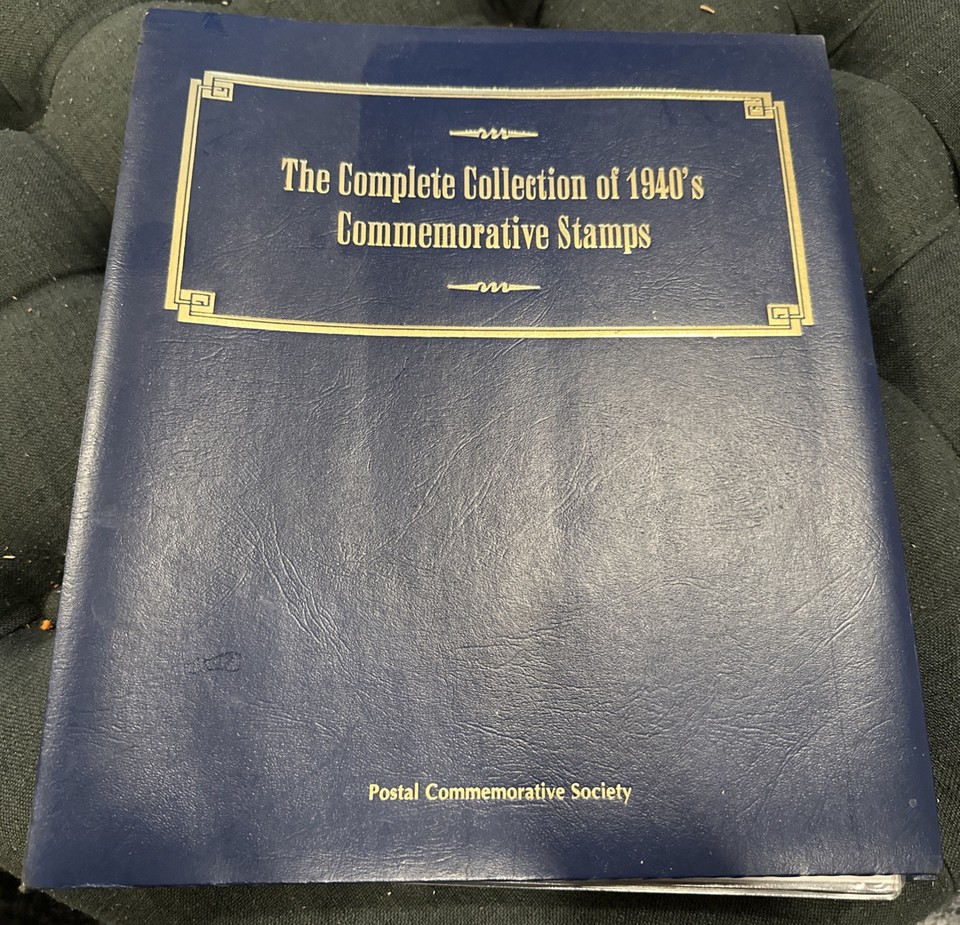 The Complete Collection of 1940's
Commemorative Stamps
Postal Commemorative Society